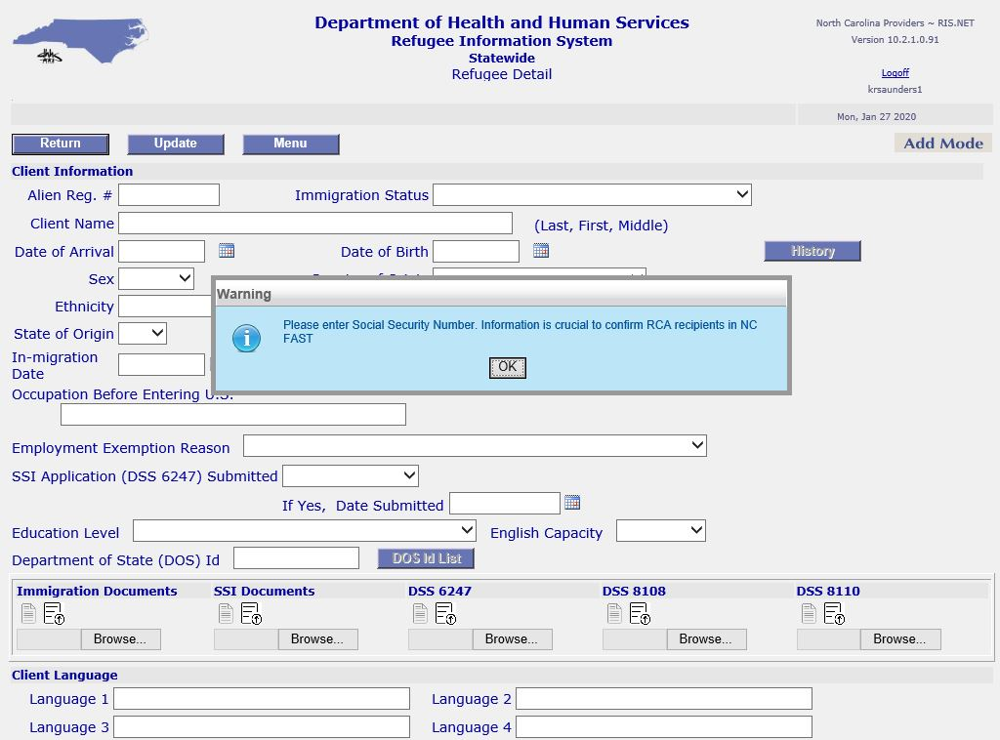 Department of Health and Human Services
Refugee Information System
Statewide
Refugee Detail
North Carolina Providers ~ RIS.NET
Version 10.2.1.0.91
Logoff
krsaunders1
Mon, Jan 27 2020
Return Update Menu
Add Mode
Client Information
Alien Reg. # Immigration Status
Client Name (Last, First, Middle)
Date of Arrival Date of Birth History
Sex
Ethnicity
State of Origin
In-migration
Date
Warning
Please enter Social Security Number. Information is crucial to confirm RCA recipients in NC
FAST
OK
Occupation Before Entering U.S.
Employment Exemption Reason
SSI Application (DSS 6247) Submitted
If Yes, Date Submitted
Education Level English Capacity
Department of State (DOS) Id DOS Id List
Immigration Documents SSI Documents DSS 6247 DSS 8108 DSS 8110
Browse... Browse... Browse... Browse... Browse...
Client Language
Language 1 Language 2
Language 3 Language 4